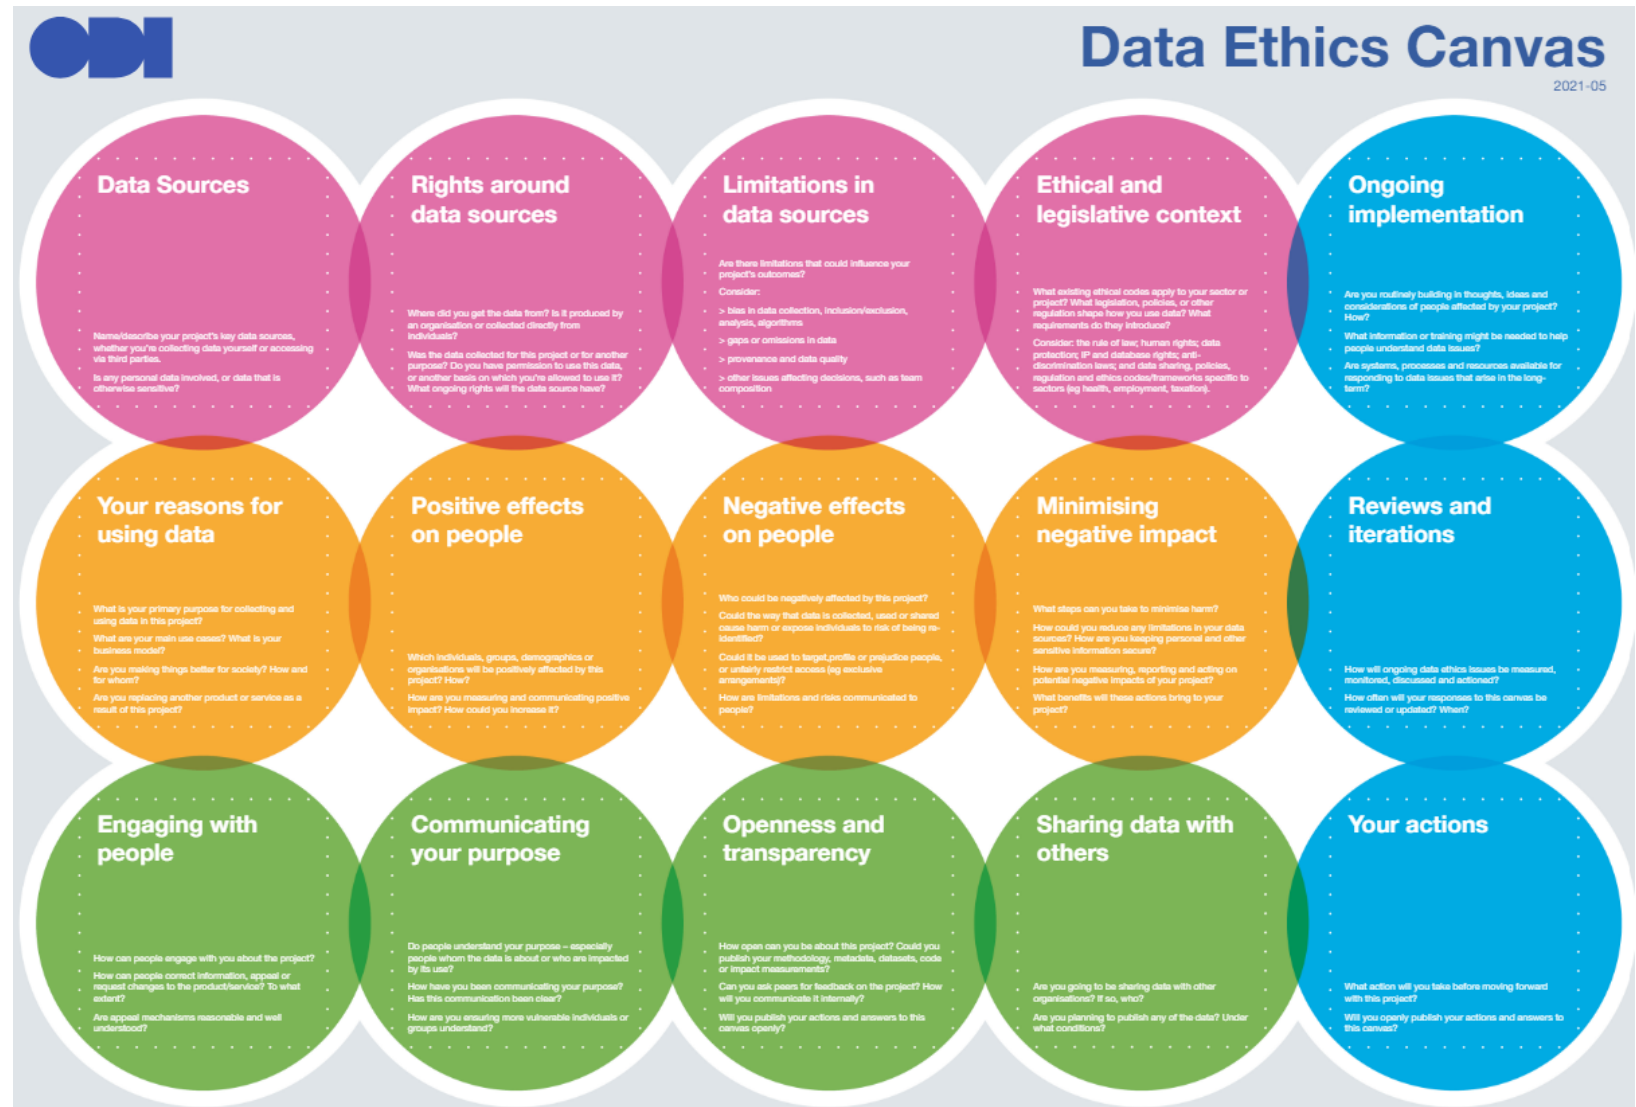 ODI
Data Ethics Canvas
2021-05
Data Sources
Name/describe your project's key data sources,
whether you're collecting data yourself or accessing
via third parties.
Is any personal data involved, or data that is
otherwise sensitive?
Rights around
data sources
Where did you get the data from? Is it produced by
an organisation or collected directly from
individuals?
Was the data collected for this project or for another
purpose? Do you have permission to use this data,
or another basis on which you're allowed to use it?
What ongoing rights will the data source have?
Limitations in
data sources
Are there limitations that could influence your
project's outcomes?
Consider:
> bias in data collection, inclusion/exclusion,
analysis, algorithms
> gaps or omissions in data
> provenance and data quality
> other issues affecting decisions, such as team
composition
Ethical and
legislative context
What existing ethical codes apply to your sector or
project? What legislation, policies, or other
regulation shape how you use data? What
requirements do they introduce?
Consider: the rule of law; human rights; data
protection; IP and database rights; anti-
discrimination laws; and data sharing, policies,
regulation and ethics codes/frameworks specific to
sectors (eg health, employment, taxation).
Ongoing
implementation
Are you routinely building in thoughts, ideas and
considerations of people affected by your project?
How?
What information or training might be needed to help
people understand data issues?
Are systems, processes and resources available for
responding to data issues that arise in the long-
term?
Your reasons for
using data
What is your primary purpose for collecting and
using data in this project?
What are your main use cases? What is your
business model?
Are you making things better for society? How and
for whom?
Are you replacing another product or service as a
result of this project?
Positive effects
on people
Which individuals, groups, demographics or
organisations will be positively affected by this
project? How?
How are you measuring and communicating positive
impact? How could you increase it?
Negative effects
on people
Who could be negatively affected by this project?
Could the way that data is collected, used or shared
cause harm or expose individuals to risk of being re-
identified?
Could it be used to target,profile or prejudice people,
or unfairly restrict access (eg exclusive
arrangements)?
How are limitations and risks communicated to
people?
Minimising
negative impact
What steps can you take to minimise harm?
How could you reduce any limitations in your data
sources? How are you keeping personal and other
sensitive information secure?
How are you measuring, reporting and acting on
potential negative impacts of your project?
What benefits will these actions bring to your
project?
Reviews and
iterations
How will ongoing data ethics issues be measured,
monitored, discussed and actioned?
How often will your responses to this canvas be
reviewed or updated? When?
Engaging with
people
How can people engage with you about the project?
How can people correct information, appeal or
request changes to the product/service? To what
extent?
Are appeal mechanisms reasonable and well
understood?
Communicating
your purpose
Do people understand your purpose – especially
people whom the data is about or who are impacted
by its use?
How have you been communicating your purpose?
Has this communication been clear?
How are you ensuring more vulnerable individuals or
groups understand?
Openness and
transparency
How open can you be about this project? Could you
publish your methodology, metadata, datasets, code
or impact measurements?
Can you ask peers for feedback on the project? How
will you communicate it internally?
Will you publish your actions and answers to this
canvas openly?
Sharing data with
others
Are you going to be sharing data with other
organisations? If so, who?
Are you planning to publish any of the data? Under
what conditions?
Your actions
What action will you take before moving forward
with this project?
Will you openly publish your actions and answers to
this canvas?